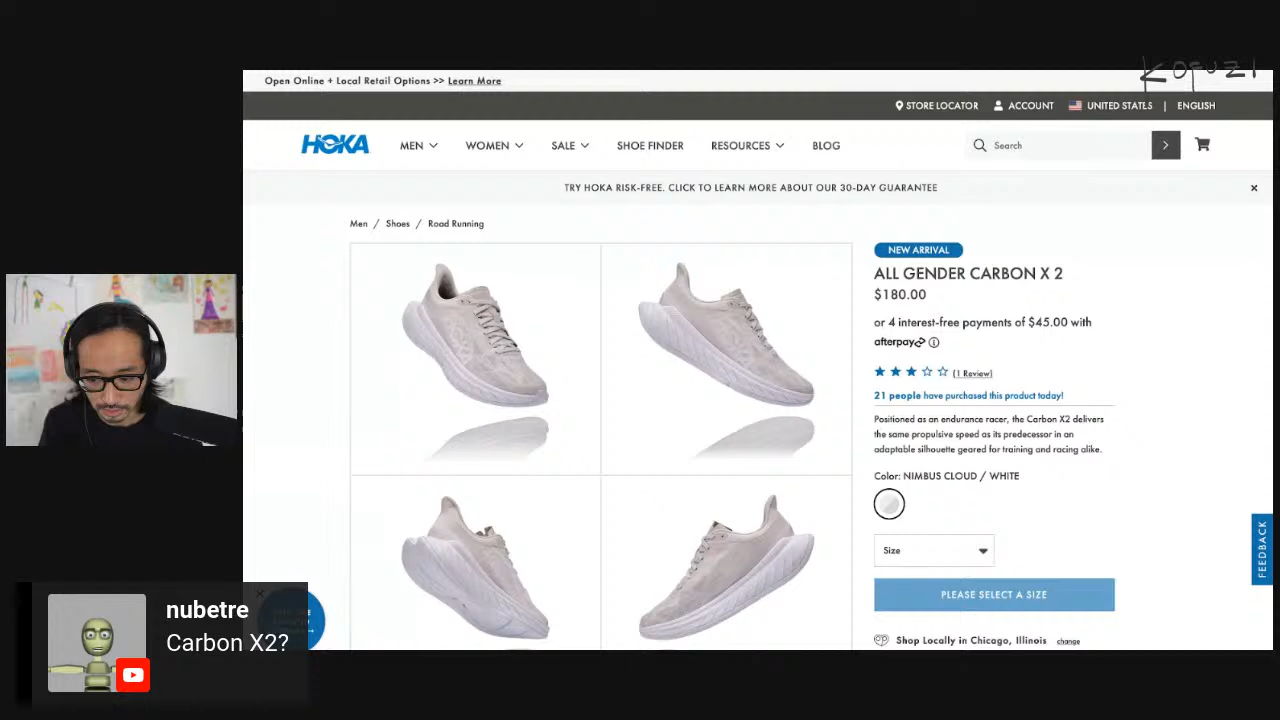 KOFUZI
Open Online + Local Retail Options >> Learn More
STORE LOCATOR ACCOUNT UNITED STATES | ENGLISH
HOKA MEN WOMEN SALE SHOE FINDER RESOURCES BLOG Search
TRY HOKA RISK-FREE. CLICK TO LEARN MORE ABOUT OUR 30-DAY GUARANTEE ×
Men / Shoes / Road Running
NEW ARRIVAL
ALL GENDER CARBON X 2
$180.00
or 4 interest-free payments of $45.00 with
afterpay
(1 Review)
21 people have purchased this product today!
Positioned as an endurance racer, the Carbon X2 delivers
the same propulsive speed as its predecessor in an
adaptable silhouette geared for training and racing alike.
Color: NIMBUS CLOUD / WHITE
Size
PLEASE SELECT A SIZE
Shop Locally in Chicago, Illinois change
FEEDBACK
nubetre
Carbon X2?